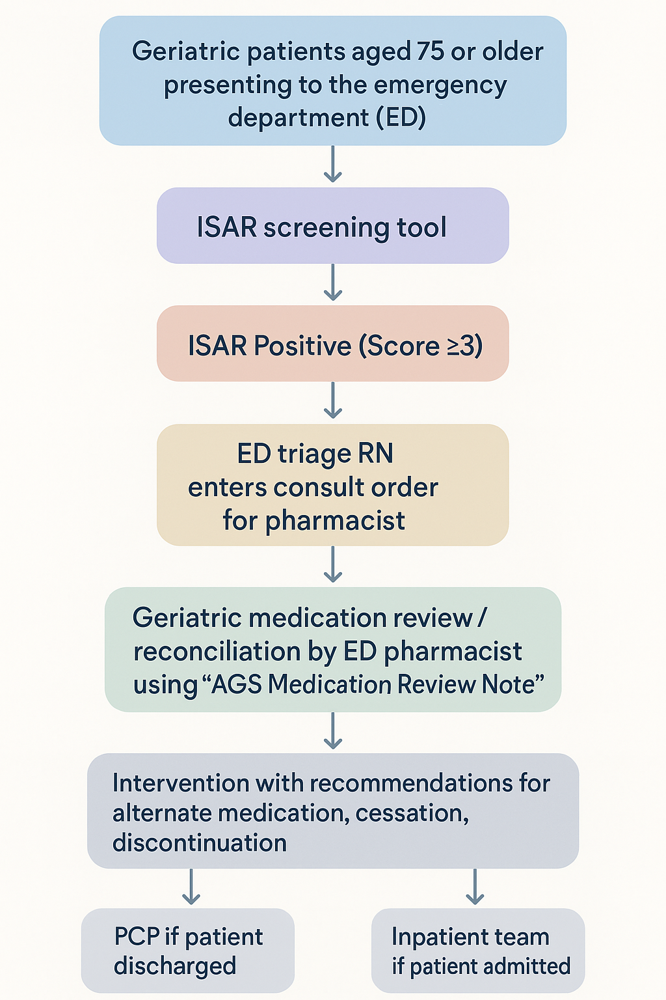 Geriatric patients aged 75 or older
presenting to the emergency
department (ED)
ISAR screening tool
ISAR Positive (Score ≥3)
ED triage RN
enters consult order
for pharmacist
Geriatric medication review /
reconciliation by ED pharmacist
using “AGS Medication Review Note”
Intervention with recommendations for
alternate medication, cessation,
discontinuation
PCP if patient
discharged
Inpatient team
if patient admitted